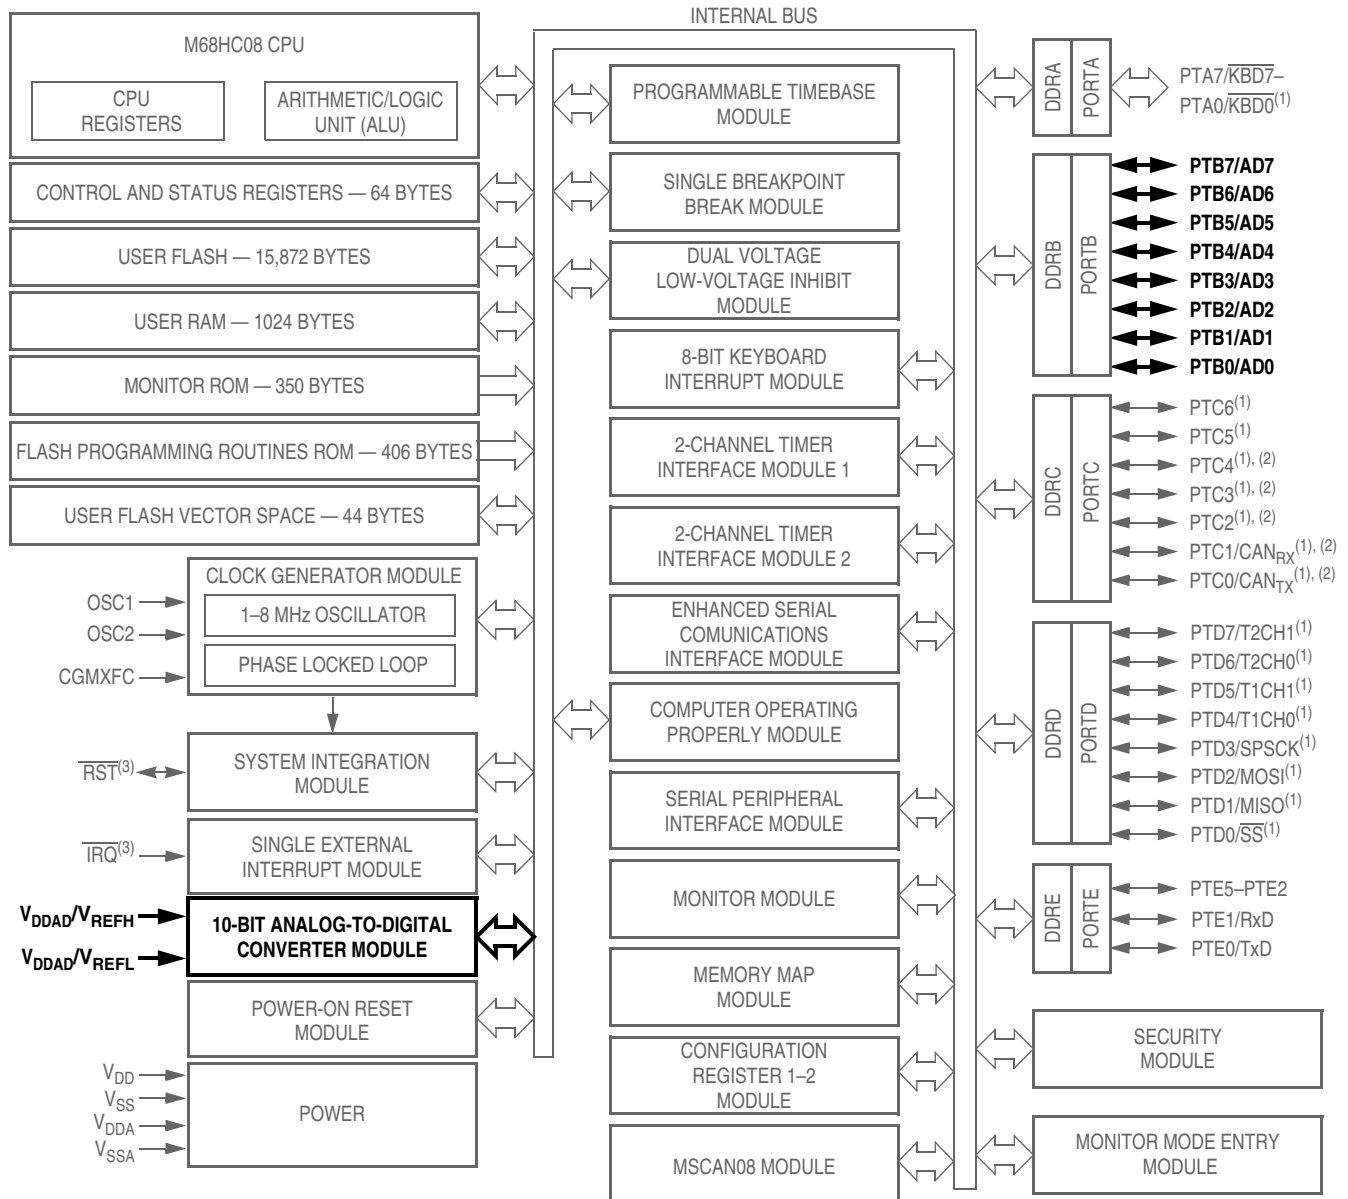 INTERNAL BUS
M68HC08 CPU
CPU
REGISTERS
ARITHMETIC/LOGIC
UNIT (ALU)
CONTROL AND STATUS REGISTERS — 64 BYTES
USER FLASH — 15,872 BYTES
USER RAM — 1024 BYTES
MONITOR ROM — 350 BYTES
FLASH PROGRAMMING ROUTINES ROM — 406 BYTES
USER FLASH VECTOR SPACE — 44 BYTES
CLOCK GENERATOR MODULE
1–8 MHz OSCILLATOR
PHASE LOCKED LOOP
OSC1
OSC2
CGMXFC
SYSTEM INTEGRATION
MODULE
RST(3)
SINGLE EXTERNAL
INTERRUPT MODULE
IRQ(3)
VDDAD/VREFH
VDDAD/VREFL
10-BIT ANALOG-TO-DIGITAL
CONVERTER MODULE
POWER-ON RESET
MODULE
VDD
VSS
VDDA
VSSA
POWER
PROGRAMMABLE TIMEBASE
MODULE
SINGLE BREAKPOINT
BREAK MODULE
DUAL VOLTAGE
LOW-VOLTAGE INHIBIT
MODULE
8-BIT KEYBOARD
INTERRUPT MODULE
2-CHANNEL TIMER
INTERFACE MODULE 1
2-CHANNEL TIMER
INTERFACE MODULE 2
ENHANCED SERIAL
COMUNICATIONS
INTERFACE MODULE
COMPUTER OPERATING
PROPERLY MODULE
SERIAL PERIPHERAL
INTERFACE MODULE
MONITOR MODULE
MEMORY MAP
MODULE
CONFIGURATION
REGISTER 1–2
MODULE
MSCAN08 MODULE
DDRA
PORTA
PTA7/KBD7–
PTA0/KBD0(1)
DDRB
PORTB
PTB7/AD7
PTB6/AD6
PTB5/AD5
PTB4/AD4
PTB3/AD3
PTB2/AD2
PTB1/AD1
PTB0/AD0
DDRC
PORTC
PTC6(1)
PTC5(1)
PTC4(1), (2)
PTC3(1), (2)
PTC2(1), (2)
PTC1/CANRX(1), (2)
PTC0/CANTX(1), (2)
DDRD
PORTD
PTD7/T2CH1(1)
PTD6/T2CH0(1)
PTD5/T1CH1(1)
PTD4/T1CH0(1)
PTD3/SPSCK(1)
PTD2/MOSI(1)
PTD1/MISO(1)
PTD0/SS(1)
DDRE
PORTE
PTE5–PTE2
PTE1/RxD
PTE0/TxD
SECURITY
MODULE
MONITOR MODE ENTRY
MODULE